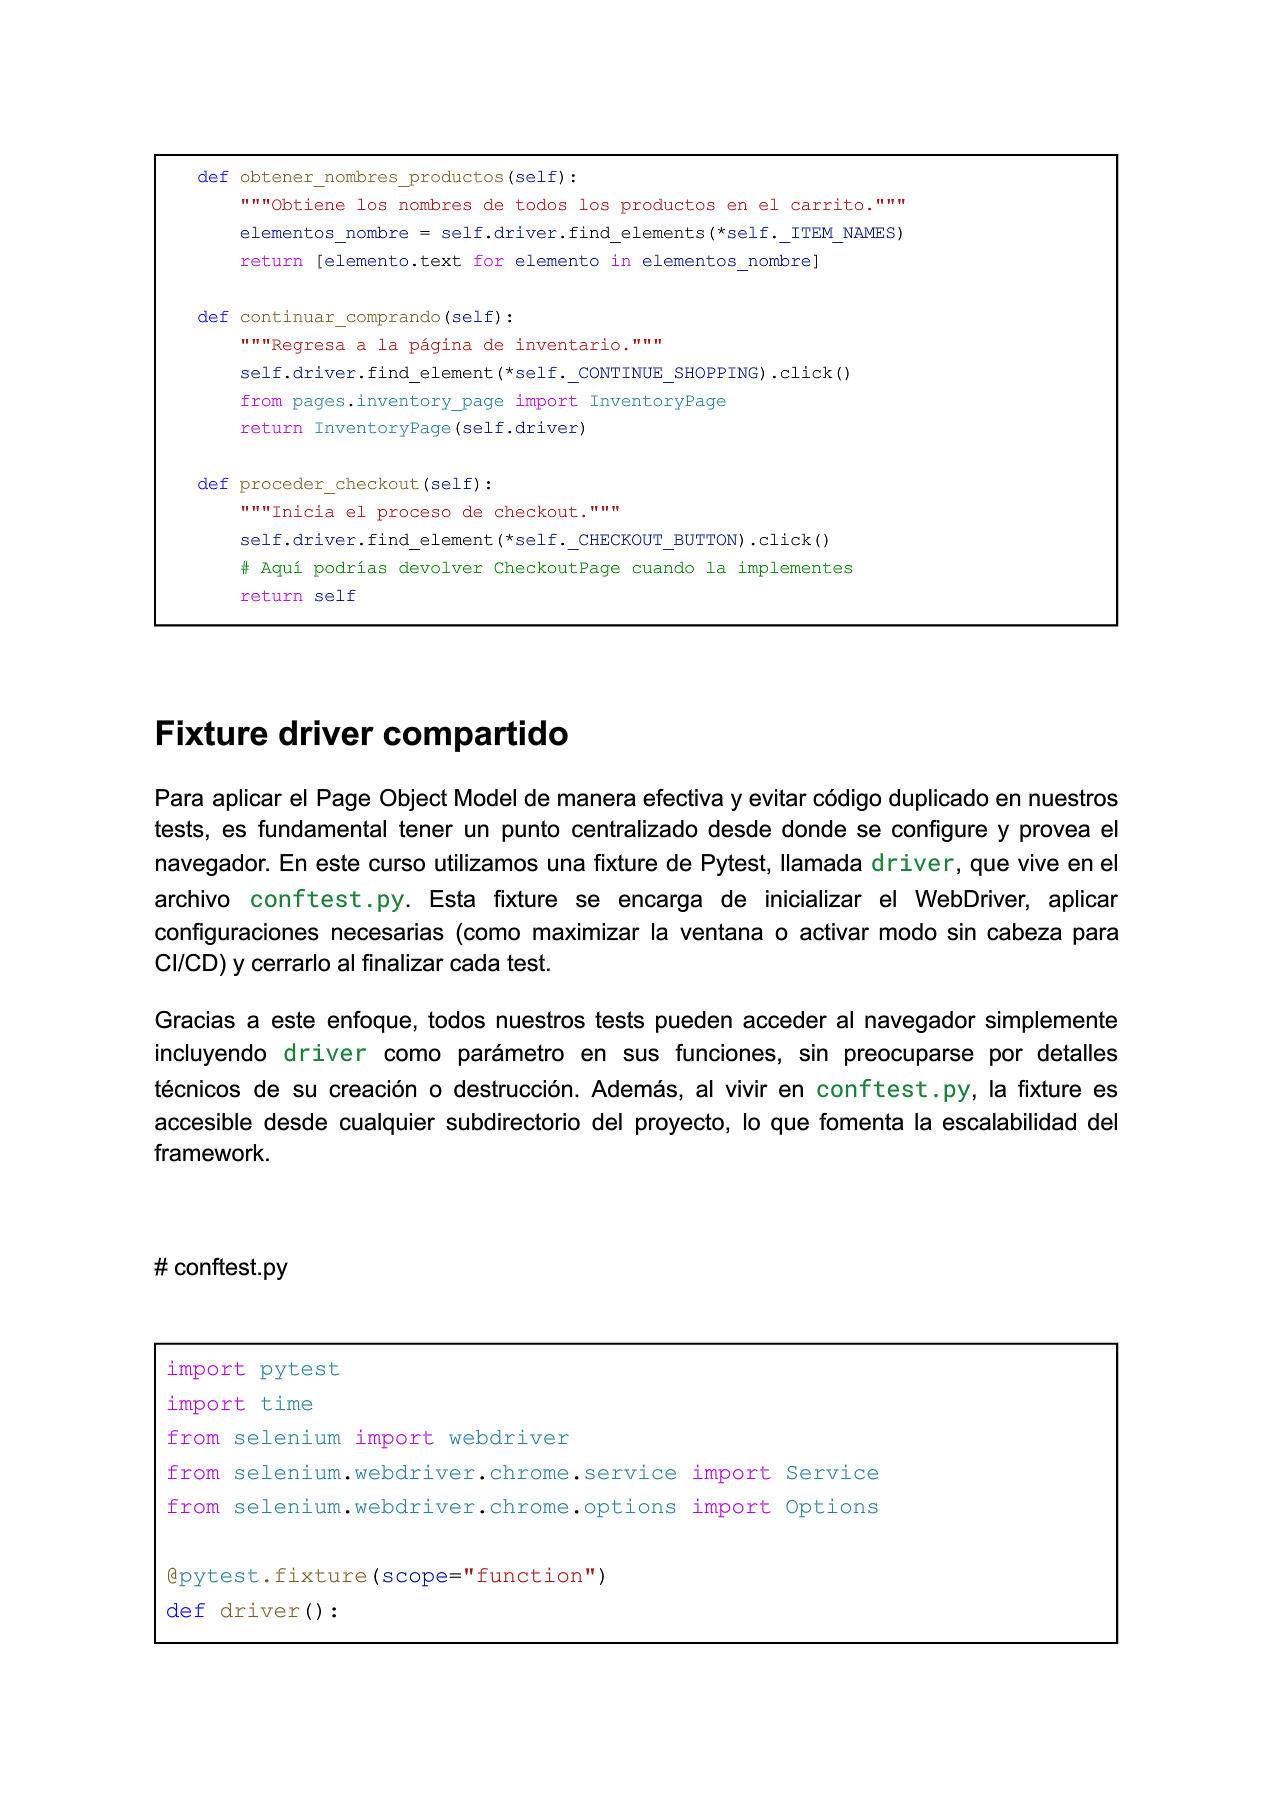 def obtener_nombres_productos(self):
"""Obtiene los nombres de todos los productos en el carrito."""
elementos_nombre = self.driver.find_elements(*self._ITEM_NAMES)
return [elemento.text for elemento in elementos_nombre]
def continuar_comprando(self):
"""Regresa a la página de inventario."""
self.driver.find_element(*self._CONTINUE_SHOPPING).click()
from pages.inventory_page import InventoryPage
return InventoryPage(self.driver)
def proceder_checkout(self):
"""Inicia el proceso de checkout."""
self.driver.find_element(*self._CHECKOUT_BUTTON).click()
# Aquí podrías devolver CheckoutPage cuando la implementes
return self
Fixture driver compartido
Para aplicar el Page Object Model de manera efectiva y evitar código duplicado en nuestros
tests, es fundamental tener un punto centralizado desde donde se configure y provea el
navegador. En este curso utilizamos una fixture de Pytest, llamada driver, que vive en el
archivo conftest.py. Esta fixture se encarga de inicializar el WebDriver, aplicar
configuraciones necesarias (como maximizar la ventana o activar modo sin cabeza para
CI/CD) y cerrarlo al finalizar cada test.
Gracias a este enfoque, todos nuestros tests pueden acceder al navegador simplemente
incluyendo driver como parámetro en sus funciones, sin preocuparse por detalles
técnicos de su creación o destrucción. Además, al vivir en conftest.py, la fixture es
accesible desde cualquier subdirectorio del proyecto, lo que fomenta la escalabilidad del
framework.
# conftest.py
import pytest
import time
from selenium import webdriver
from selenium.webdriver.chrome.service import Service
from selenium.webdriver.chrome.options import Options
@pytest.fixture(scope="function")
def driver():